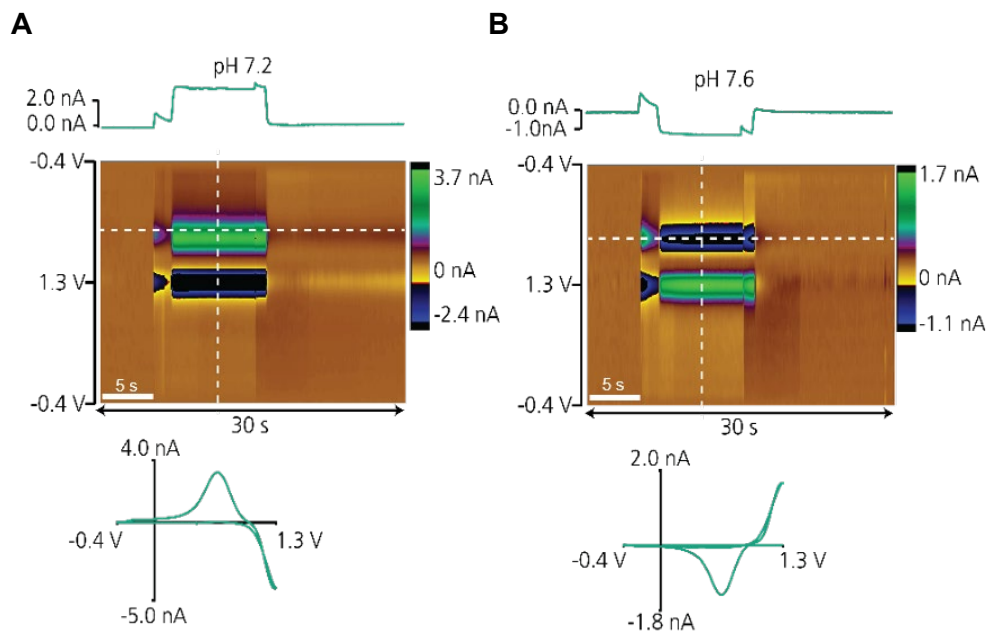 A
pH 7.2
2.0 nA
0.0 nA
-0.4 V
3.7 nA
1.3 V
0 nA
-2.4 nA
5 s
-0.4 V
30 s
4.0 nA
-0.4 V
1.3 V
-5.0 nA
B
pH 7.6
0.0 nA
-1.0nA
-0.4 V
1.7 nA
1.3 V
0 nA
-1.1 nA
5 s
-0.4 V
30 s
2.0 nA
-0.4 V
1.3 V
-1.8 nA